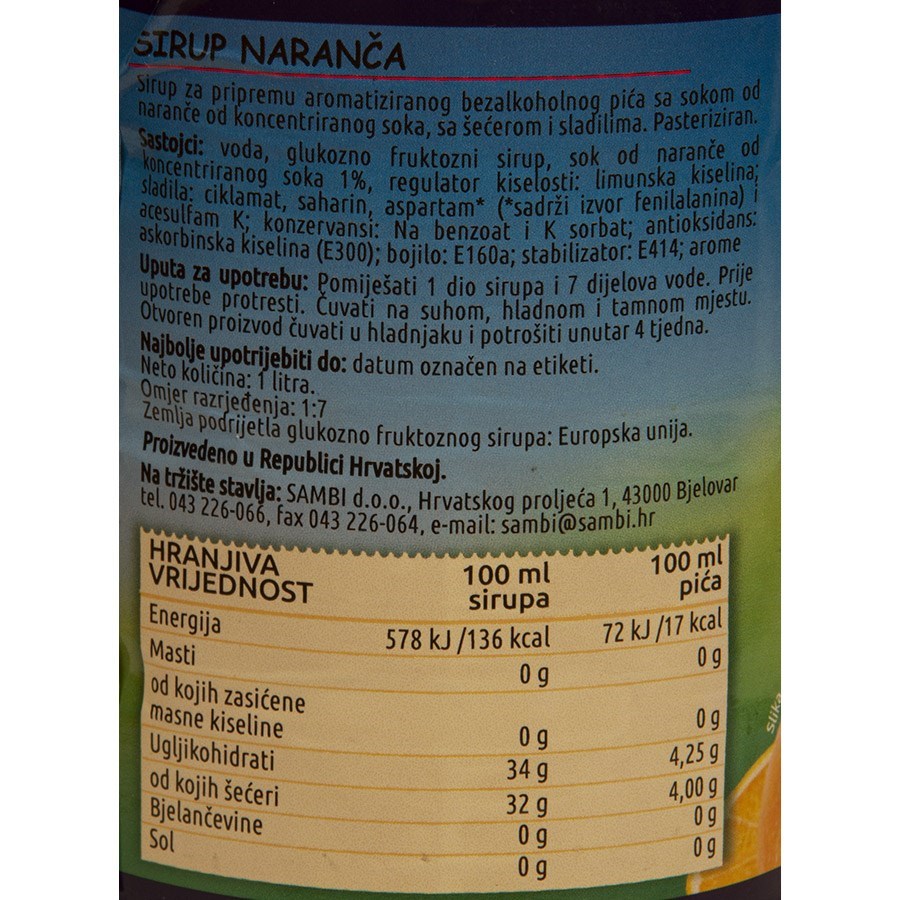 SIRUP NARANČA
Sirup za pripremu aromatiziranog bezalkoholnog pića sa sokom od
naranče od koncentriranog soka, sa šećerom i sladilima. Pasteriziran.
Sastojci: voda, glukozno fruktozni sirup, sok od naranče od
koncentriranog soka 1%, regulator kiselosti: limunska kiselina;
sladila: ciklamat, saharin, aspartam* (*sadrži izvor fenilalanina) i
acesulfam K; konzervansi: Na benzoat i K sorbat; antioksidans:
askorbinska kiselina (E300); bojilo: E160a; stabilizator: E414; arome
Uputa za upotrebu: Pomiješati 1 dio sirupa i 7 dijelova vode. Prije
upotrebe protresti. Čuvati na suhom, hladnom i tamnom mjestu.
Otvoren proizvod čuvati u hladnjaku i potrošiti unutar 4 tjedna.
Najbolje upotrijebiti do: datum označen na etiketi.
Neto količina: 1 litra.
Omjer razrjeđenja: 1:7
Zemlja podrijetla glukozno fruktoznog sirupa: Europska unija.
Proizvedeno u Republici Hrvatskoj.
Na tržište stavlja: SAMBI d.o.o., Hrvatskog proljeća 1, 43000 Bjelovar
tel. 043 226-066, fax 043 226-064, e-mail: sambi@sambi.hr
HRANJIVA VRIJEDNOST 100 ml sirupa 100 ml pića
Energija 578 kJ /136 kcal 72 kJ /17 kcal
Masti 0 g 0 g
od kojih zasićene
masne kiseline 0 g 0 g
Ugljikohidrati 34 g 4,25 g
od kojih šećeri 32 g 4,00 g
Bjelančevine 0 g 0 g
Sol 0 g 0 g
slika